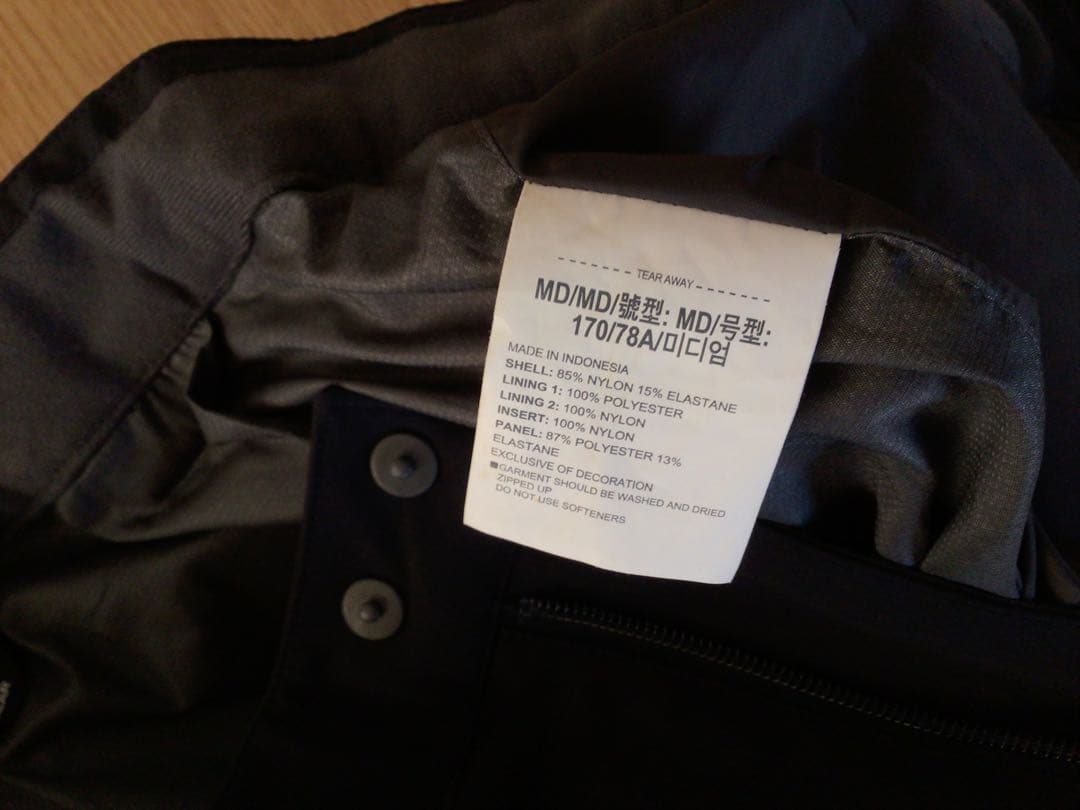 ------- TEAR AWAY -------
MD/MD/號型: MD/号型:
170/78A/미디엄
MADE IN INDONESIA
SHELL: 85% NYLON 15% ELASTANE
LINING 1: 100% POLYESTER
LINING 2: 100% NYLON
INSERT: 100% NYLON
PANEL: 87% POLYESTER 13%
ELASTANE
EXCLUSIVE OF DECORATION
■GARMENT SHOULD BE WASHED AND DRIED
ZIPPED UP
DO NOT USE SOFTENERS